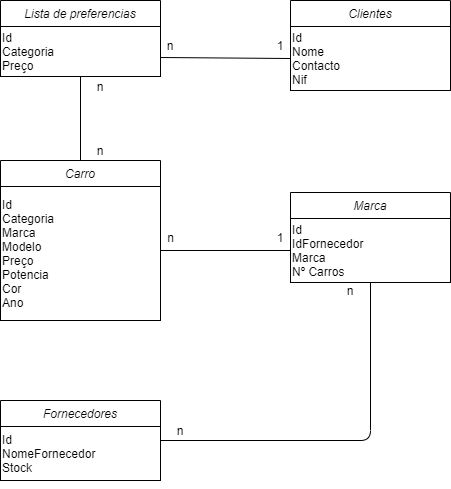 Lista de preferencias
Id
Categoria
Preço
Clientes
Id
Nome
Contacto
Nif
n
1
n
n
Carro
Id
Categoria
Marca
Modelo
Preço
Potencia
Cor
Ano
n
1
Marca
Id
IdFornecedor
Marca
Nº Carros
n
n
Fornecedores
Id
NomeFornecedor
Stock